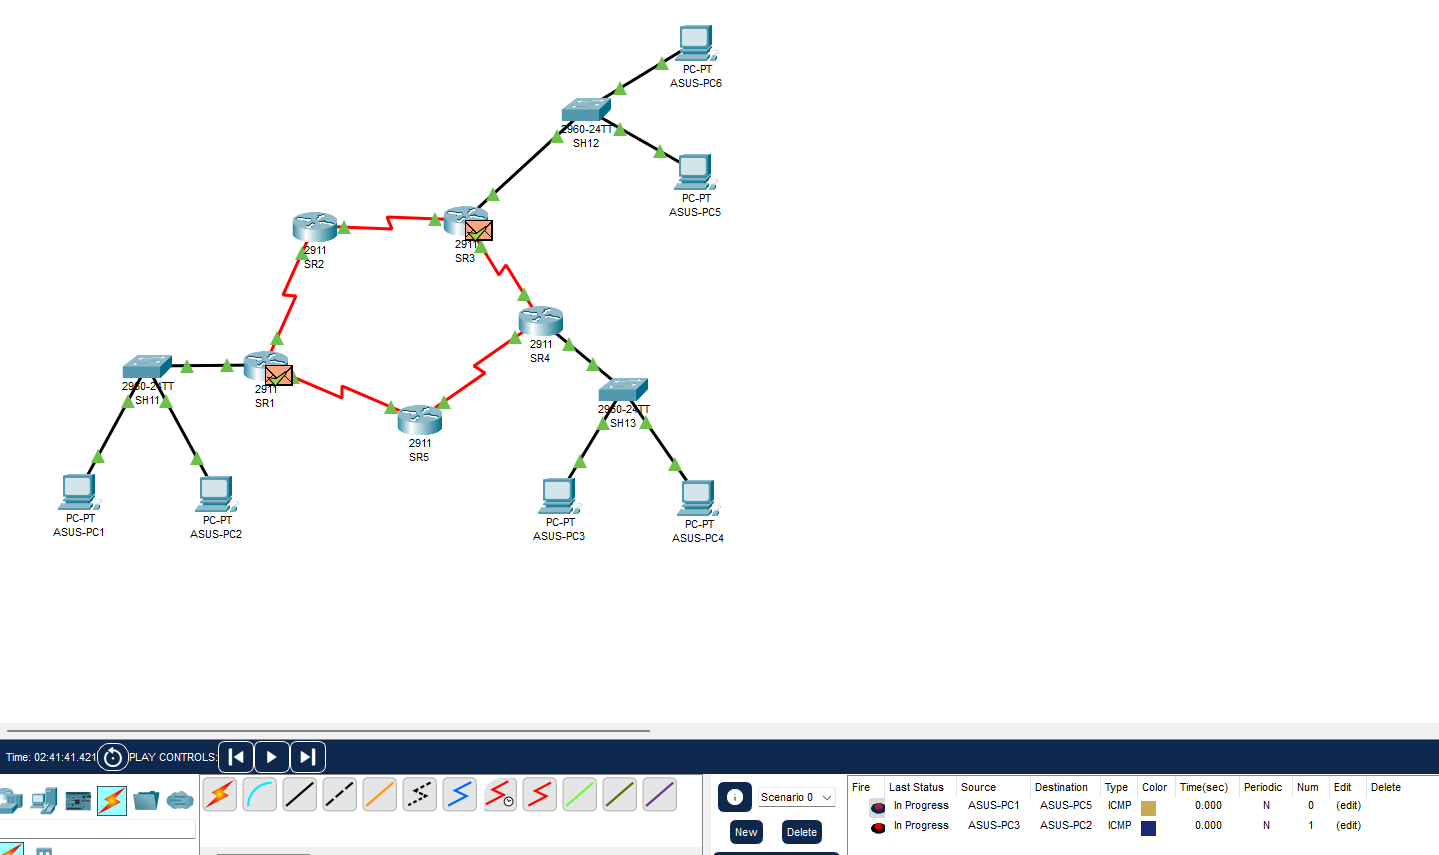 PC-PT
ASUS-PC6
2960-24TT
SH12
PC-PT
ASUS-PC5
2911
SR2
2911
SR3
2911
SR4
2960-24TT
SH11
2911
SR1
2960-24TT
SH13
2911
SR5
PC-PT
ASUS-PC1
PC-PT
ASUS-PC2
PC-PT
ASUS-PC3
PC-PT
ASUS-PC4
Time: 02:41:41.421 PLAY CONTROLS:
Scenario 0
New Delete
Fire Last Status Source Destination Type Color Time(sec) Periodic Num Edit Delete
In Progress ASUS-PC1 ASUS-PC5 ICMP 0.000 N 0 (edit)
In Progress ASUS-PC3 ASUS-PC2 ICMP 0.000 N 1 (edit)